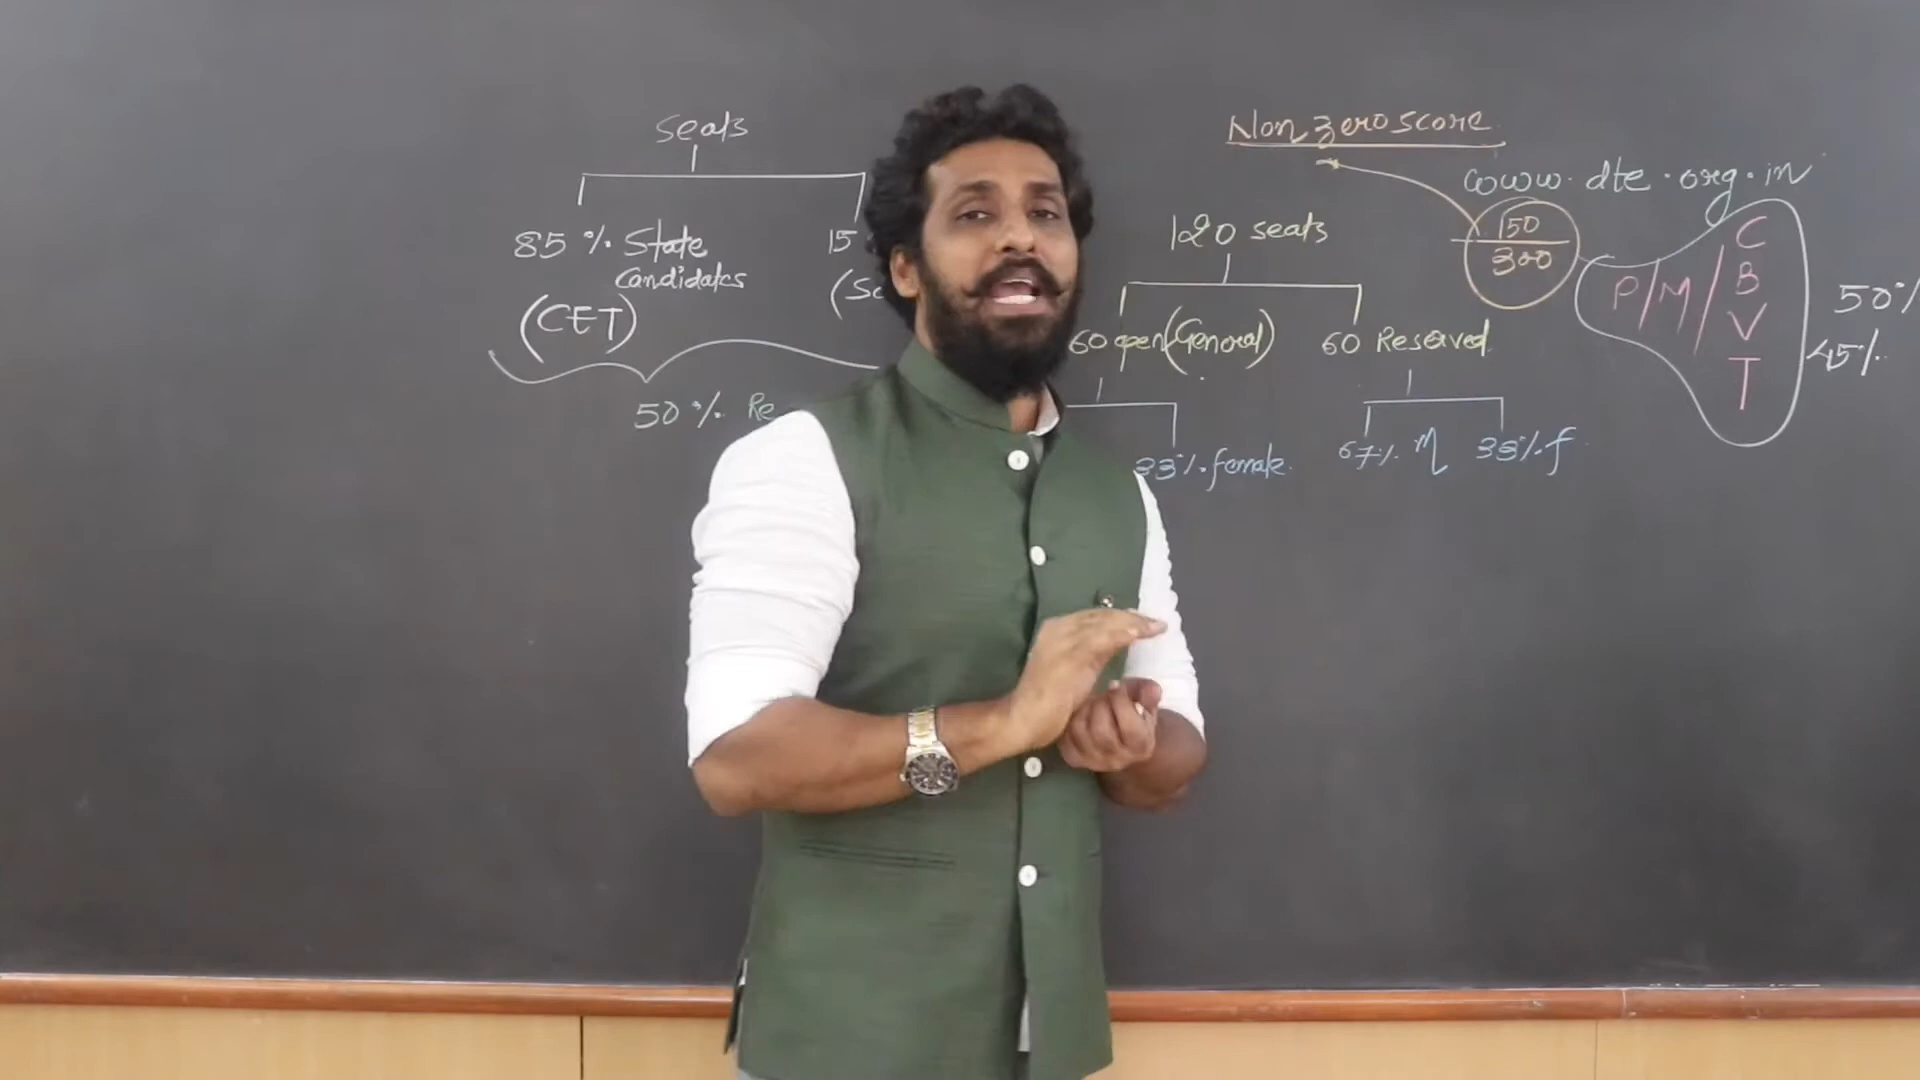 seats
85 % State
Candidates
(CET)
15
50 % Re
Non zero score
www.dte.org.in
150
300
120 seats
60 open (General)
60 Reserved
33% female
67% M
33% f
P/M/
C
B
V
T
50%
45%